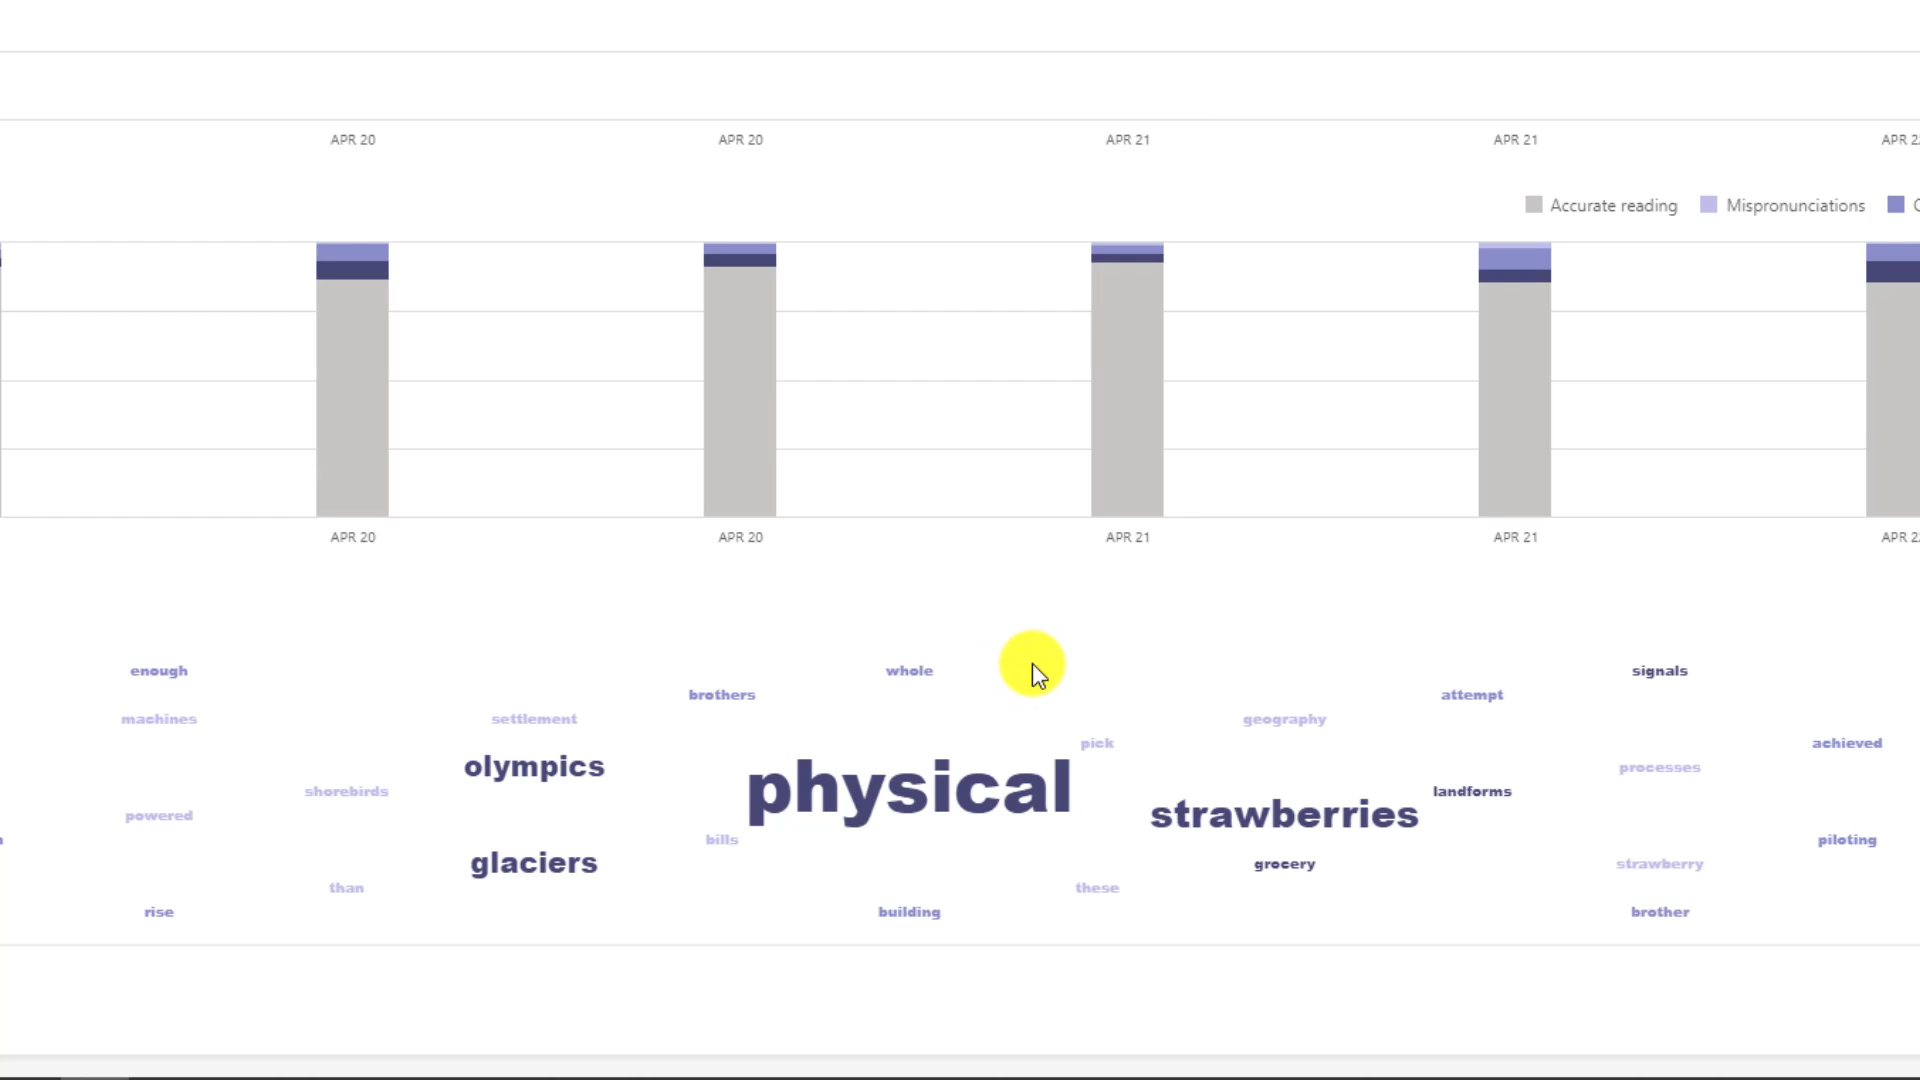 APR 20 APR 20 APR 21 APR 21 APR
Accurate reading Mispronunciations
APR 20 APR 20 APR 21 APR 21 APR
enough whole signals
brothers attempt
machines settlement geography
pick achieved
olympics processes
physical
shorebirds landforms
powered strawberries
bills piloting
glaciers grocery strawberry
than these
rise building brother